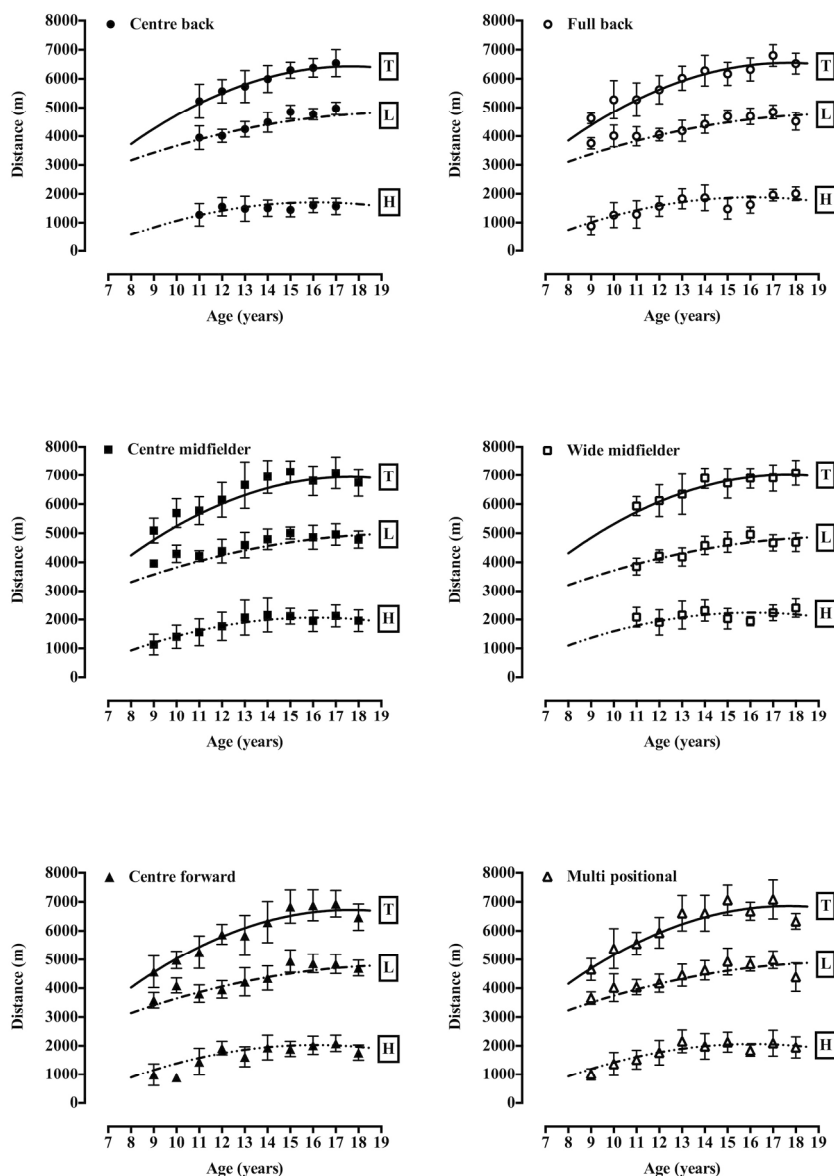 Centre back
8000
7000
6000
5000
4000
3000
2000
1000
0
Distance (m)
T
L
H
7 8 9 10 11 12 13 14 15 16 17 18 19
Age (years)
Full back
8000
7000
6000
5000
4000
3000
2000
1000
0
Distance (m)
T
L
H
7 8 9 10 11 12 13 14 15 16 17 18 19
Age (years)
Centre midfielder
8000
7000
6000
5000
4000
3000
2000
1000
0
Distance (m)
T
L
H
7 8 9 10 11 12 13 14 15 16 17 18 19
Age (years)
Wide midfielder
8000
7000
6000
5000
4000
3000
2000
1000
0
Distance (m)
T
L
H
7 8 9 10 11 12 13 14 15 16 17 18 19
Age (years)
Centre forward
8000
7000
6000
5000
4000
3000
2000
1000
0
Distance (m)
T
L
H
7 8 9 10 11 12 13 14 15 16 17 18 19
Age (years)
Multi positional
8000
7000
6000
5000
4000
3000
2000
1000
0
Distance (m)
T
L
H
7 8 9 10 11 12 13 14 15 16 17 18 19
Age (years)